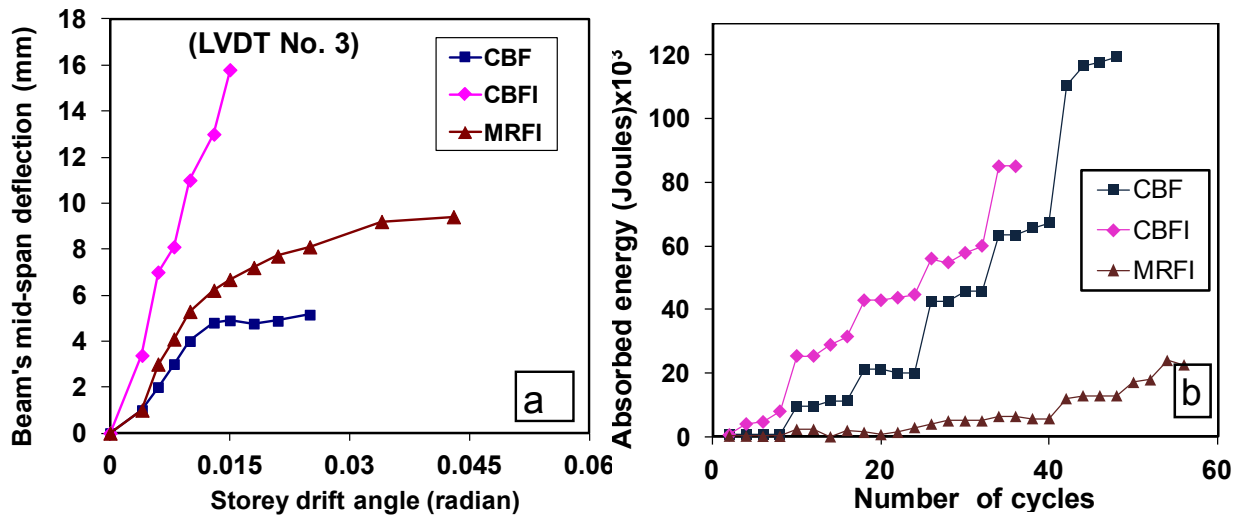 Beam's mid-span deflection (mm)
18
16
14
12
10
8
6
4
2
0
(LVDT No. 3)
CBF
CBFI
MRFI
a
0 0.015 0.03 0.045 0.06
Storey drift angle (radian)
Absorbed energy (Joules)x10³
120
100
80
60
40
20
0
CBF
CBFI
MRFI
b
0 20 40 60
Number of cycles